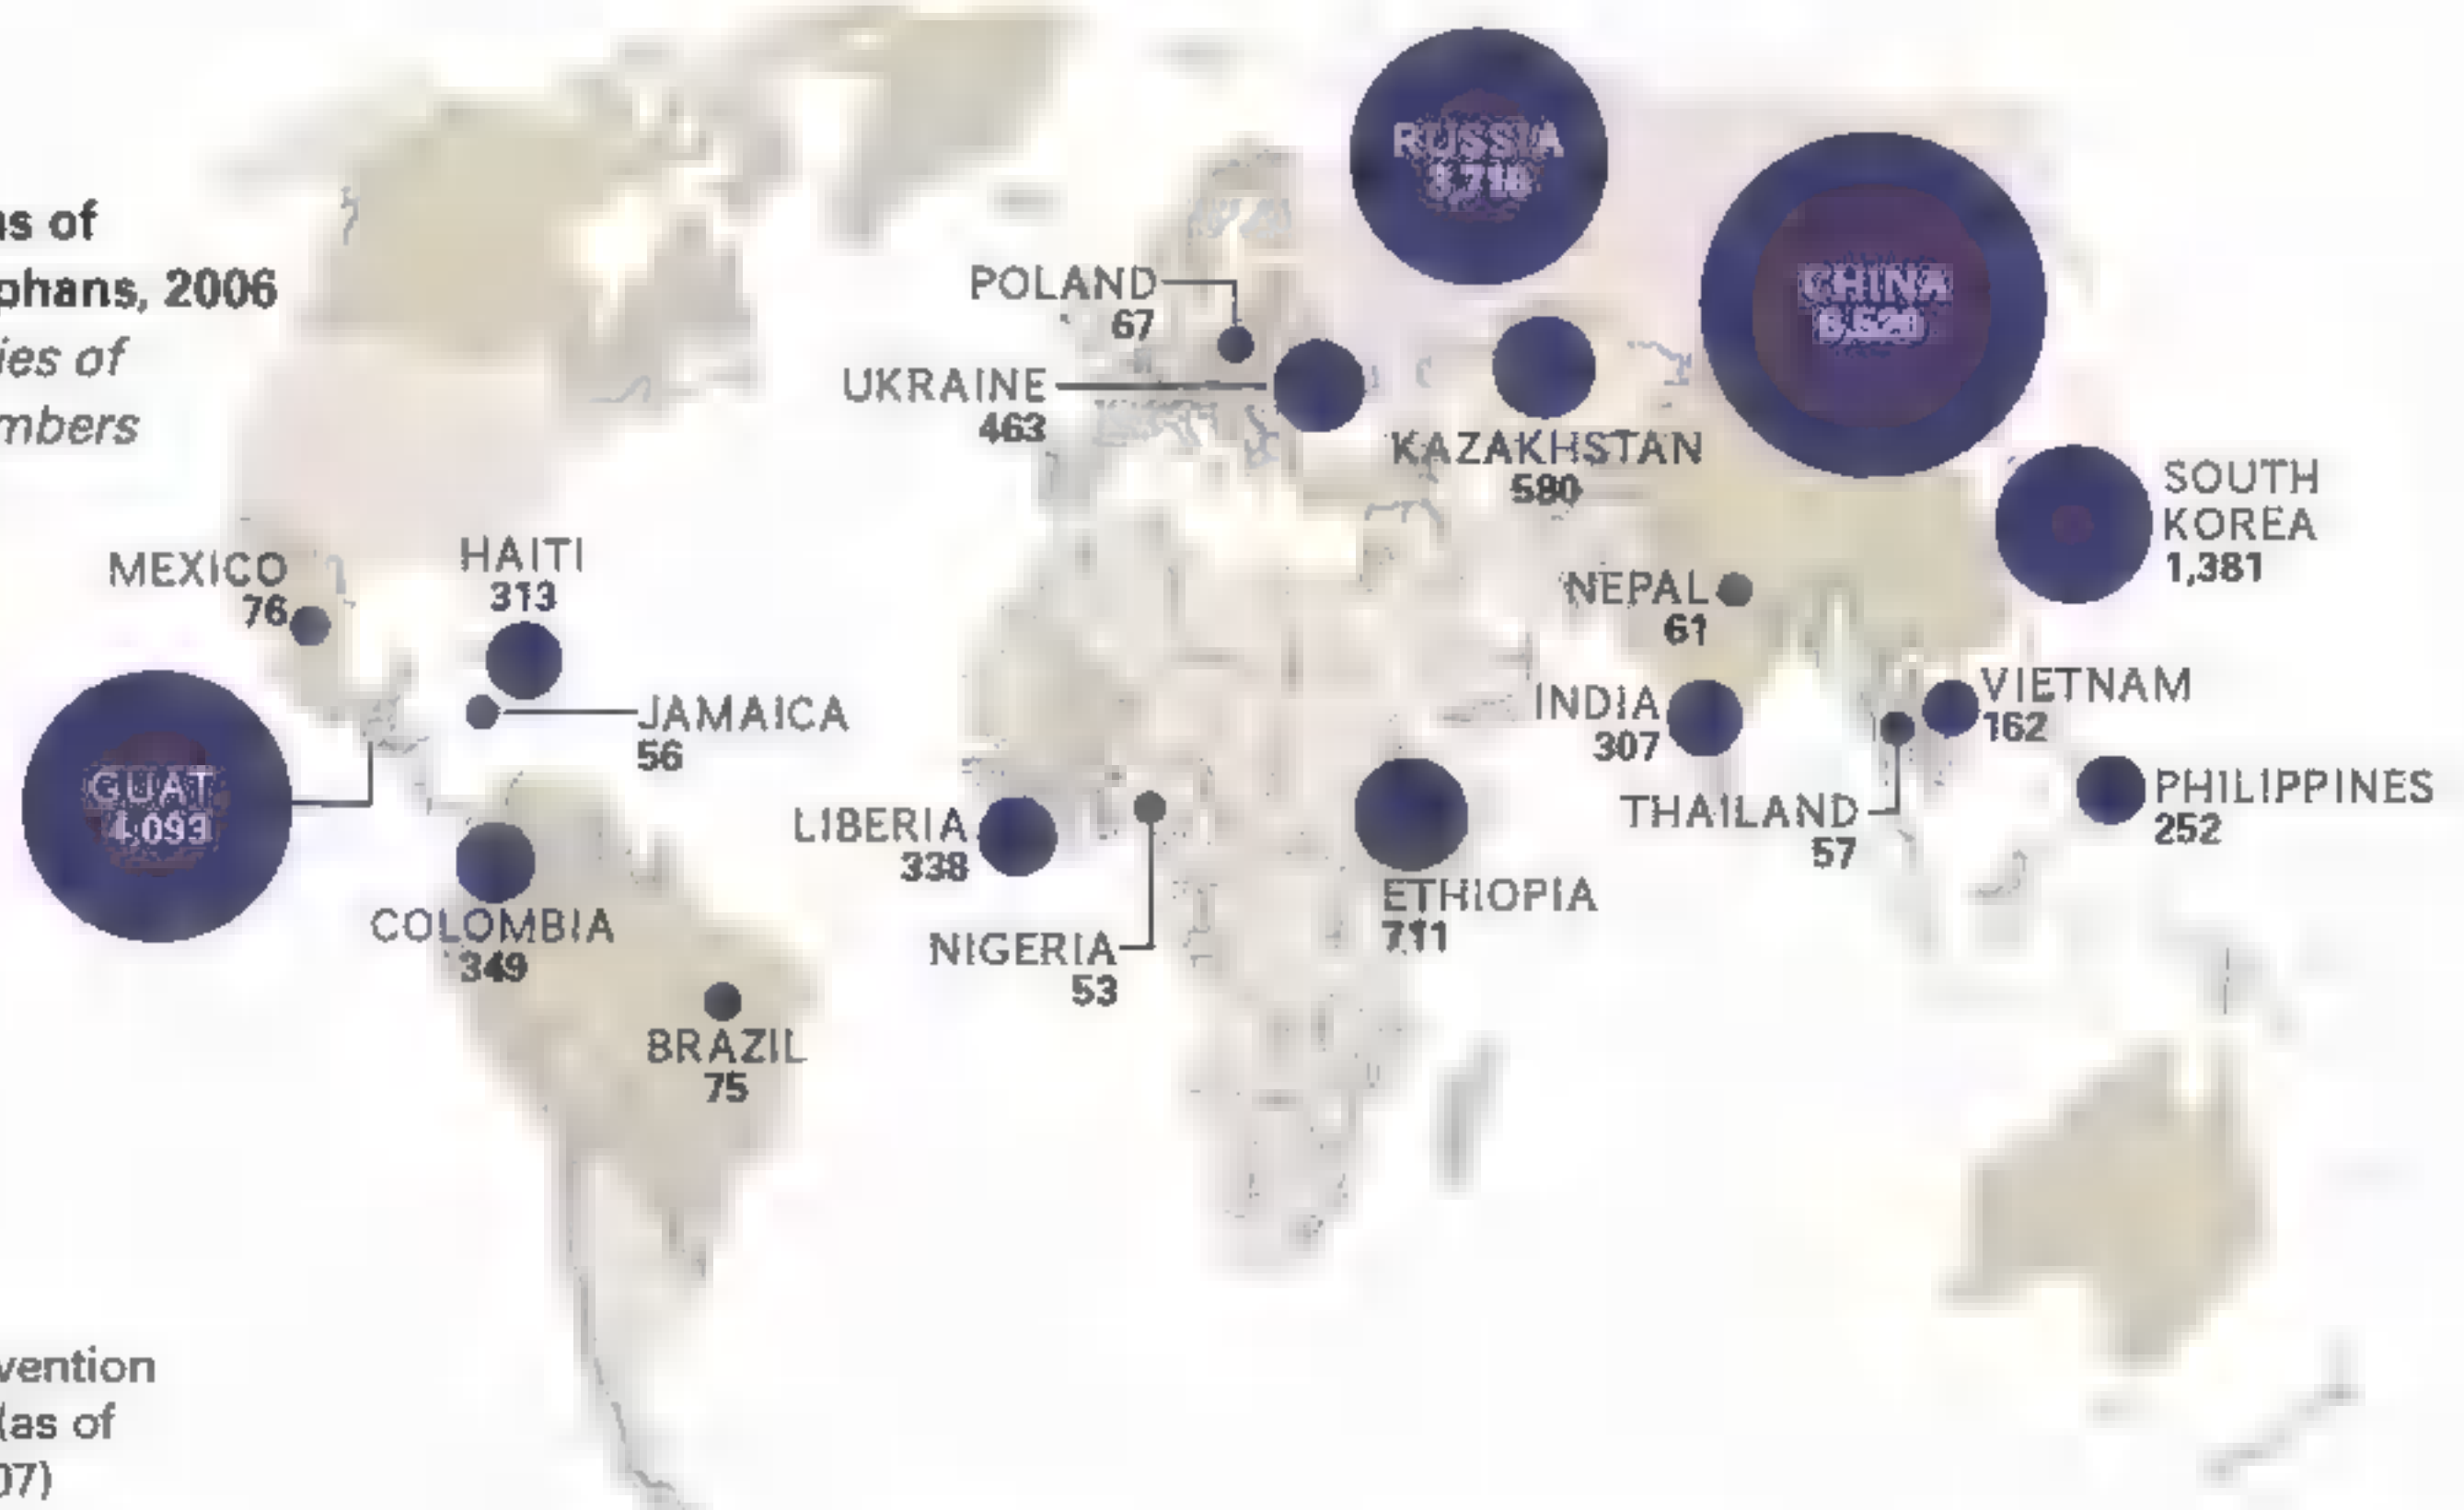 ns of
phans, 2006
ies of
mbers
RUSSIA
CHINA
POLAND
67
UKRAINE
463
KAZAKHSTAN
580
SOUTH
KOREA
1,381
MEXICO
76
HAITI
313
JAMAICA
56
GUAT.
4,093
COLOMBIA
349
BRAZIL
75
LIBERIA
338
NIGERIA
53
ETHIOPIA
711
NEPAL
61
INDIA
307
VIETNAM
162
THAILAND
57
PHILIPPINES
252
vention
(as of
07)